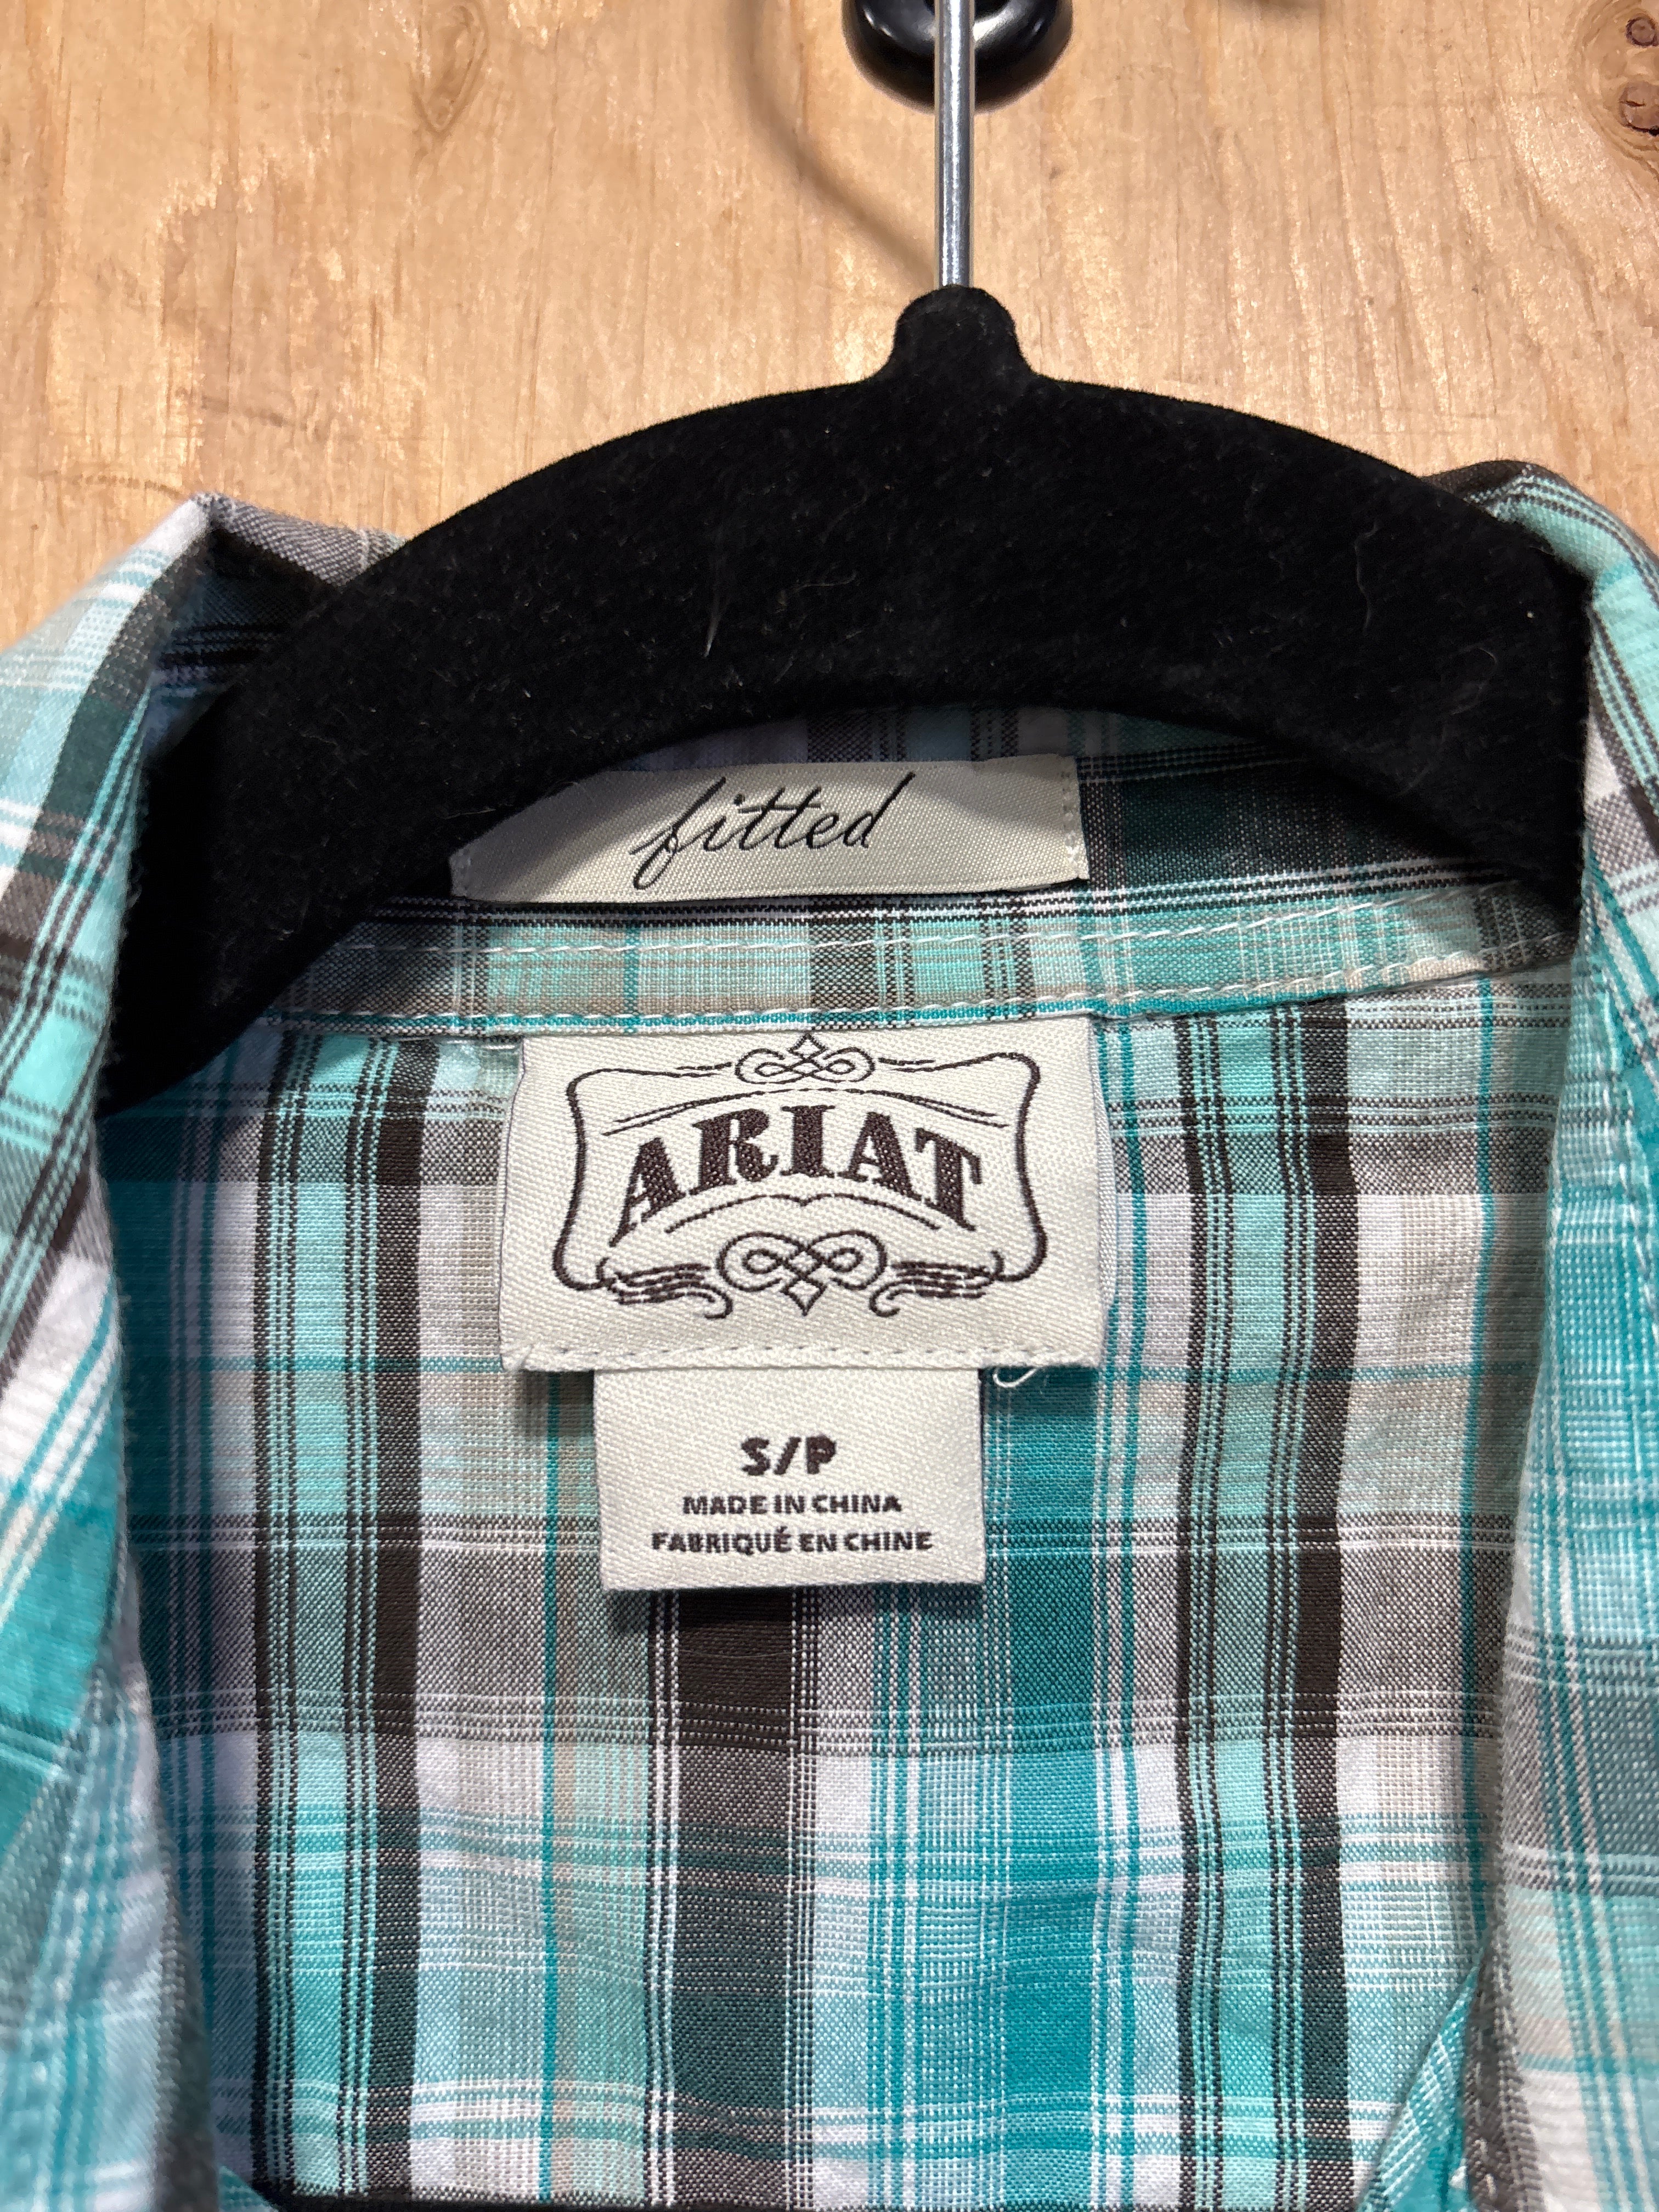 fitted
ARIAT
S/P
MADE IN CHINA
FABRIQUÉ EN CHINE